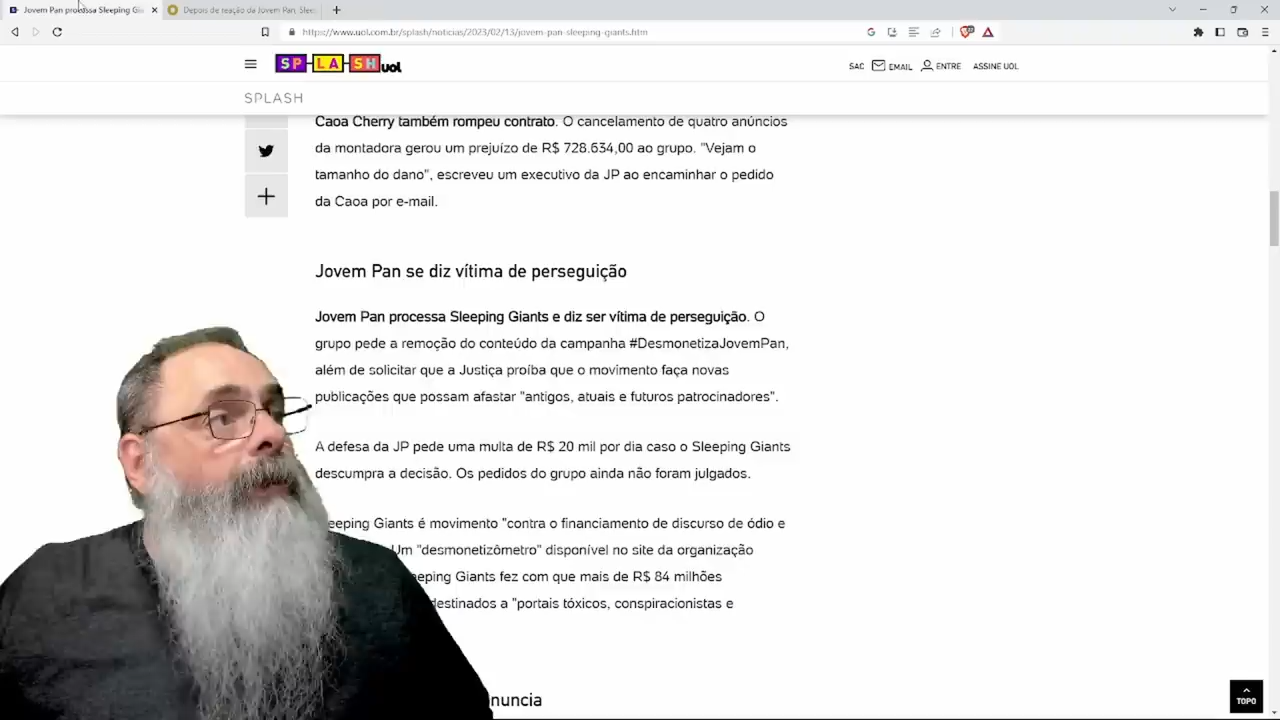 Jovem Pan processa Sleeping Gia
Depois de reação da Jovem Pan, Slee
https://www.uol.com.br/splash/noticias/2023/02/13/jovem-pan-sleeping-giants.htm
SPLASH uol
SAC EMAIL ENTRE ASSINE UOL
SPLASH
Caoa Cherry também rompeu contrato. O cancelamento de quatro anúncios
da montadora gerou um prejuízo de R$ 728.634,00 ao grupo. "Vejam o
tamanho do dano", escreveu um executivo da JP ao encaminhar o pedido
da Caoa por e-mail.
Jovem Pan se diz vítima de perseguição
Jovem Pan processa Sleeping Giants e diz ser vítima de perseguição. O
grupo pede a remoção do conteúdo da campanha #DesmonetizaJovemPan,
além de solicitar que a Justiça proíba que o movimento faça novas
publicações que possam afastar "antigos, atuais e futuros patrocinadores".
A defesa da JP pede uma multa de R$ 20 mil por dia caso o Sleeping Giants
descumpra a decisão. Os pedidos do grupo ainda não foram julgados.
eeping Giants é movimento "contra o financiamento de discurso de ódio e
Um "desmonetizômetro" disponível no site da organização
eeping Giants fez com que mais de R$ 84 milhões
destinados a "portais tóxicos, conspiracionistas e
nuncia
TOPO